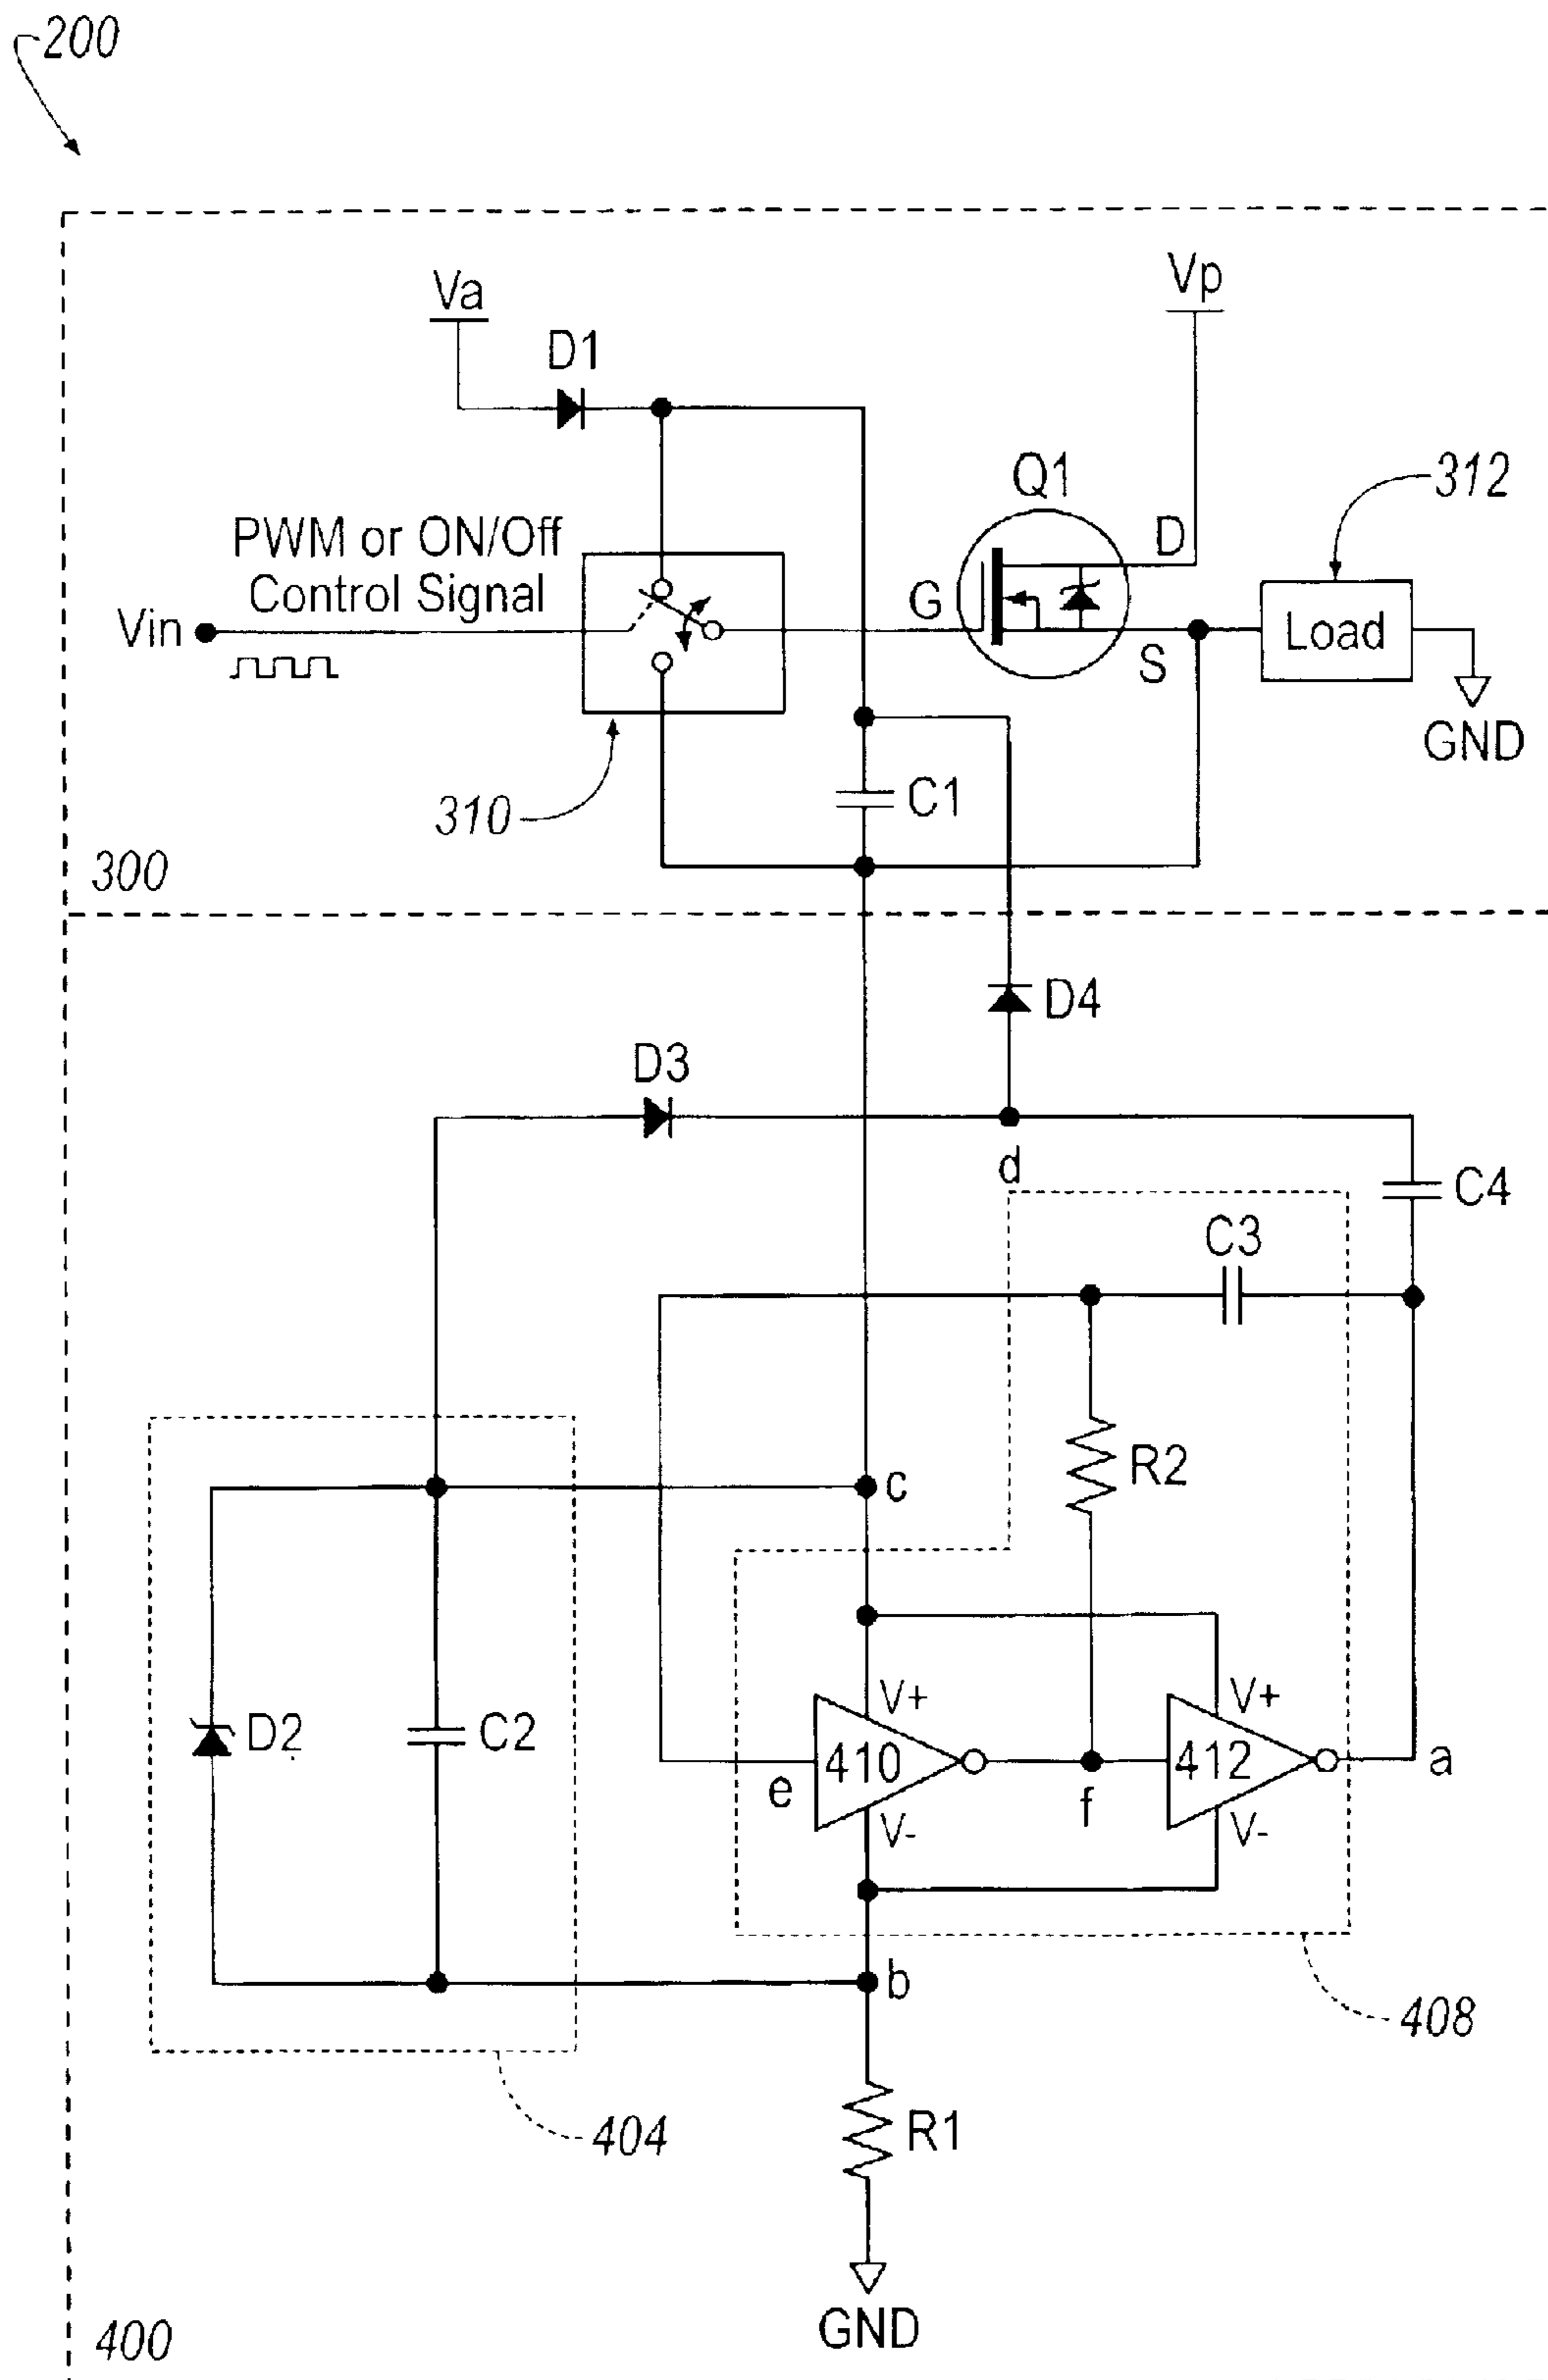 200
Va
Vp
D1
Q1
312
PWM or ON/Off
Control Signal
D
G
Vin
Load
S
GND
C1
310
300
D4
D3
d
C4
C3
R2
c
V+
V+
D2
C2
410
412
e
f
a
V-
V-
b
408
404
R1
GND
400